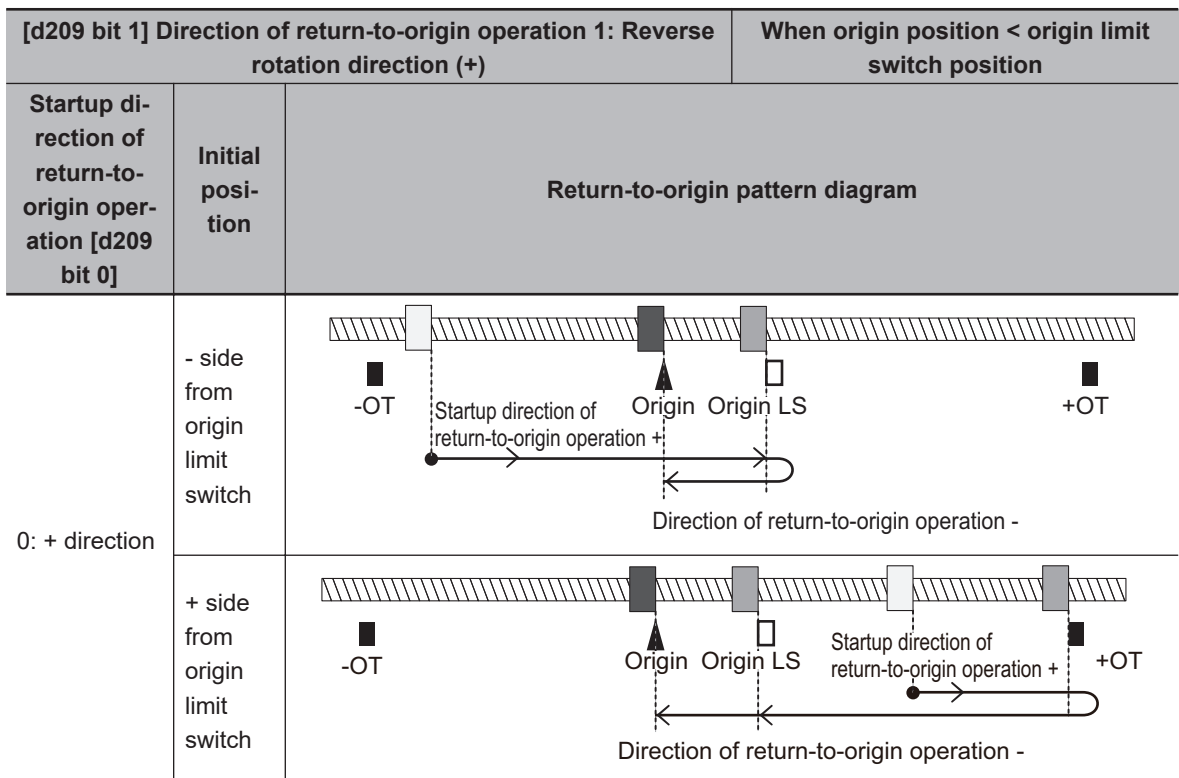 [d209 bit 1] Direction of return-to-origin operation 1: Reverse
rotation direction (+)
When origin position < origin limit
switch position
Startup di-
rection of
return-to-
origin oper-
ation [d209
bit 0]
Initial
posi-
tion
Return-to-origin pattern diagram
0: + direction
- side
from
origin
limit
switch
-OT
Startup direction of
return-to-origin operation +
Origin
Origin LS
+OT
Direction of return-to-origin operation -
+ side
from
origin
limit
switch
-OT
Origin
Origin LS
Startup direction of
return-to-origin operation +
+OT
Direction of return-to-origin operation -